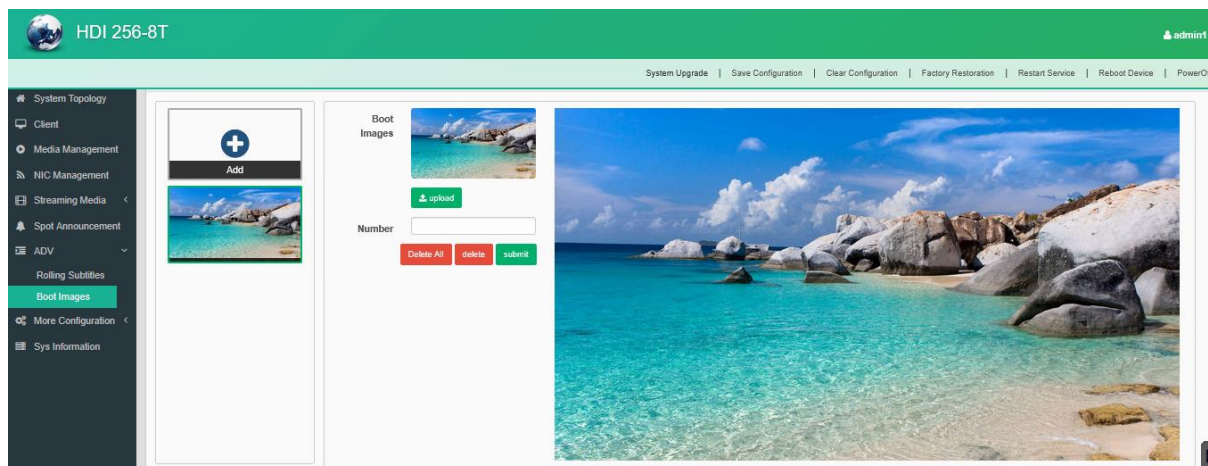 HDI 256-8T
admin1
System Upgrade | Save Configuration | Clear Configuration | Factory Restoration | Restart Service | Reboot Device |
System Topology
Client
Media Management
NIC Management
Streaming Media
Spot Announcement
ADV
Rolling Subtitles
Boot Images
More Configuration
Sys Information
Add
Boot
Images
upload
Number
Delete All delete submit